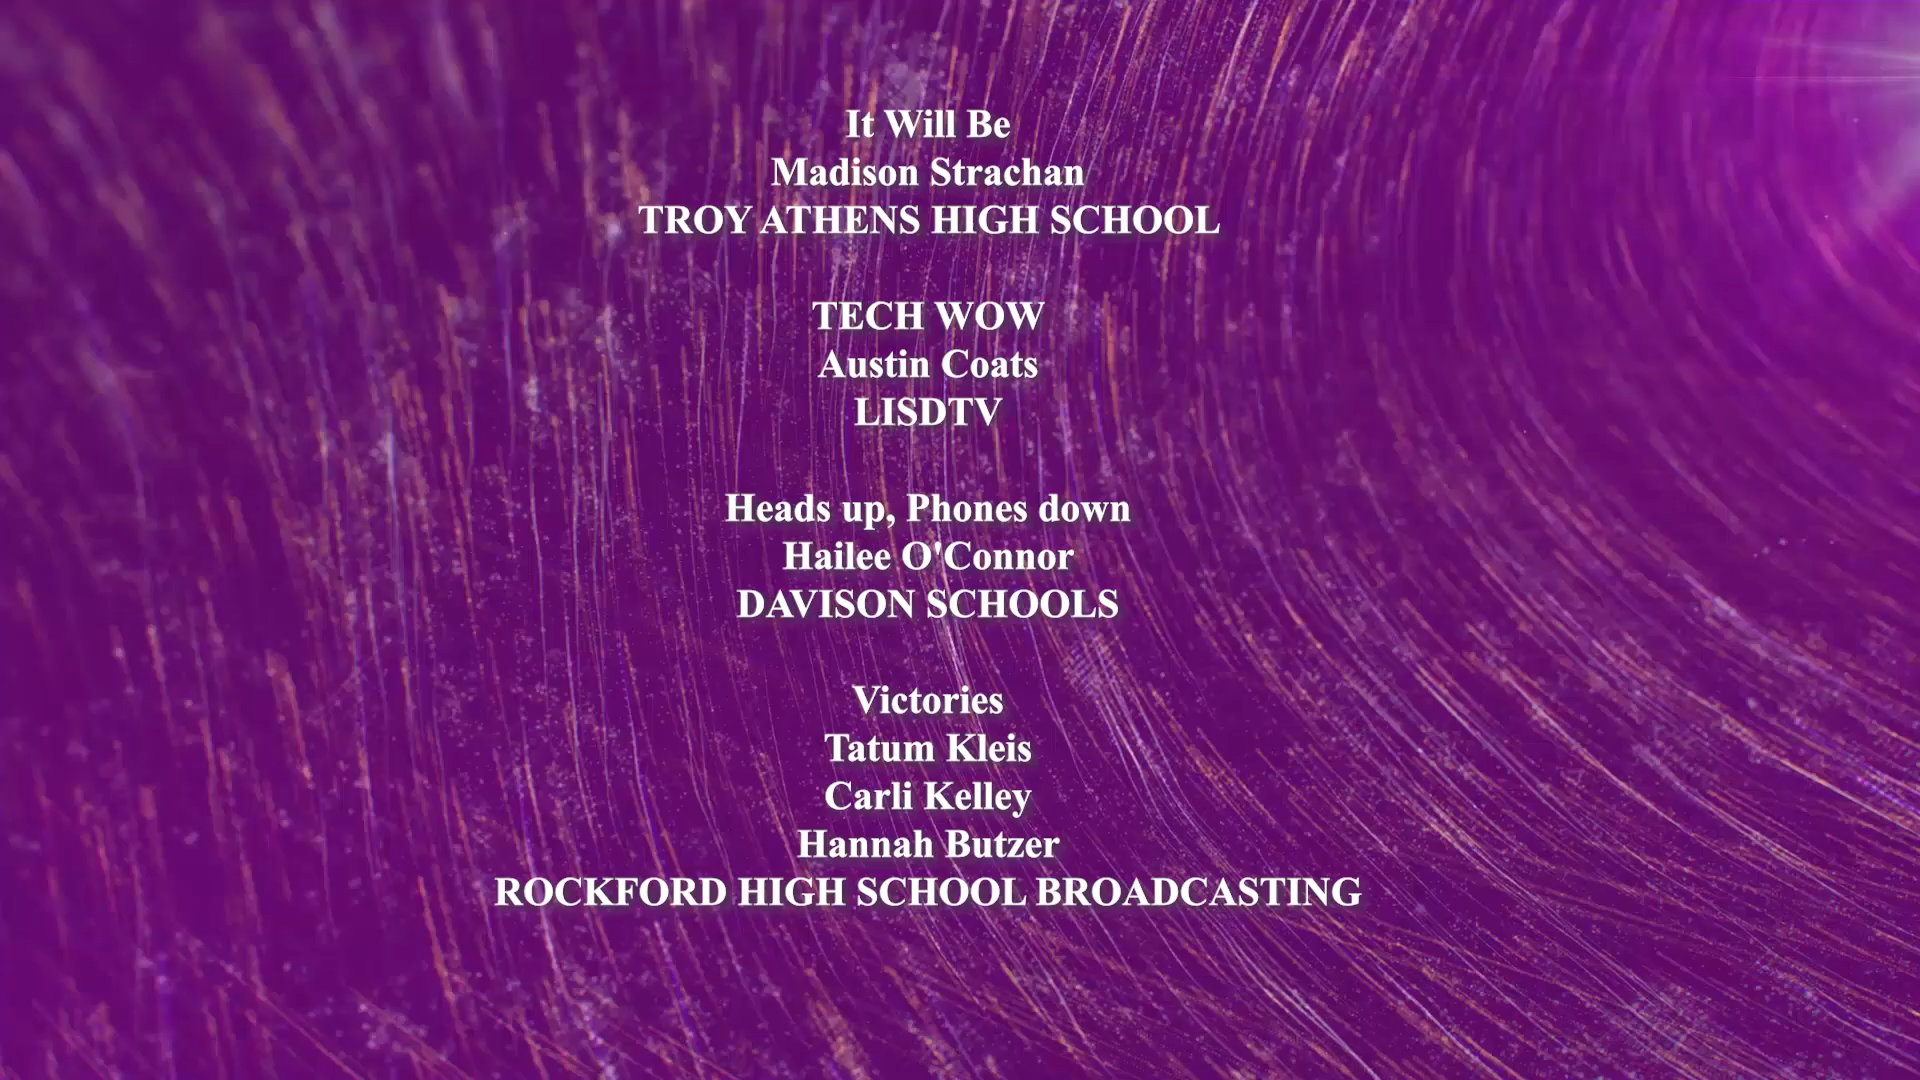 It Will Be
Madison Strachan
TROY ATHENS HIGH SCHOOL
TECH WOW
Austin Coats
LISDTV
Heads up, Phones down
Hailee O'Connor
DAVISON SCHOOLS
Victories
Tatum Kleis
Carli Kelley
Hannah Butzer
ROCKFORD HIGH SCHOOL BROADCASTING